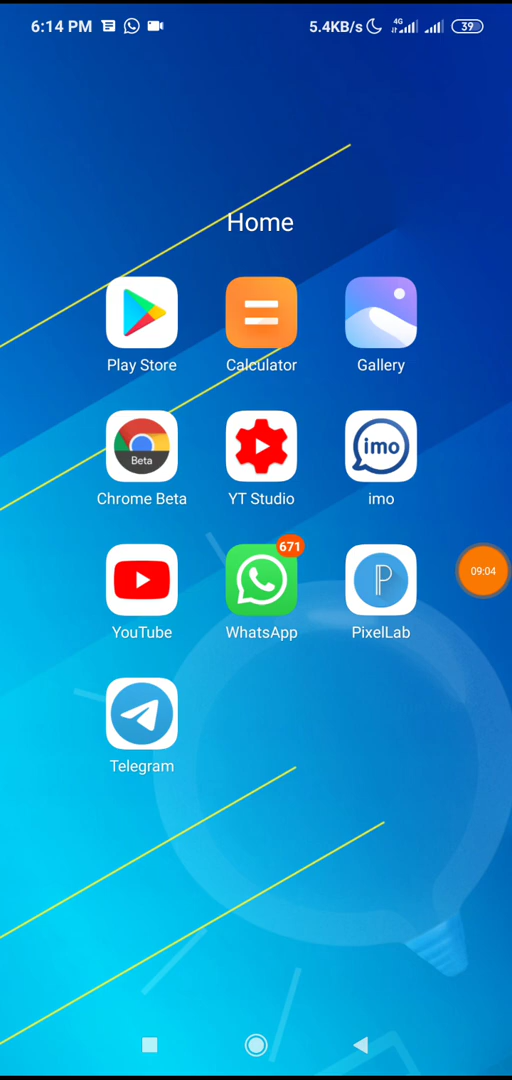 6:14 PM 5.4KB/s 4G 39
Home
Play Store Calculator Gallery
Beta imo
Chrome Beta YT Studio imo
671
P
09:04
YouTube WhatsApp PixelLab
Telegram